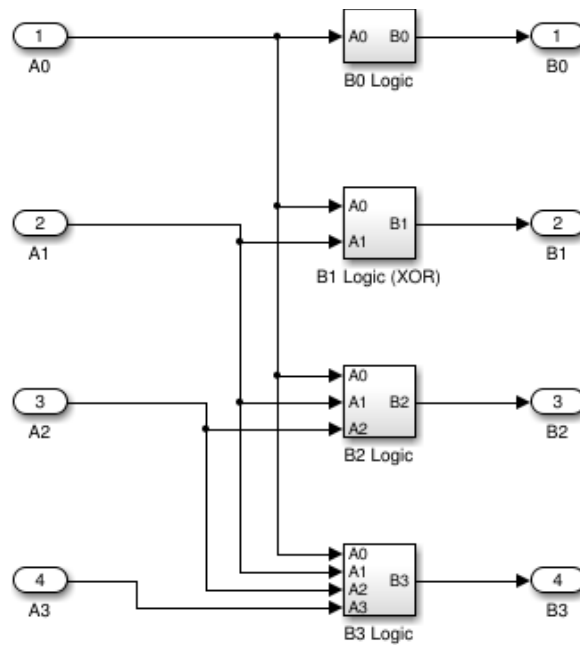 1
A0
A0 B0
B0 Logic
1
B0
2
A1
A0
A1
B1
B1 Logic (XOR)
2
B1
3
A2
A0
A1
A2
B2
B2 Logic
3
B2
4
A3
A0
A1
A2
A3
B3
B3 Logic
4
B3